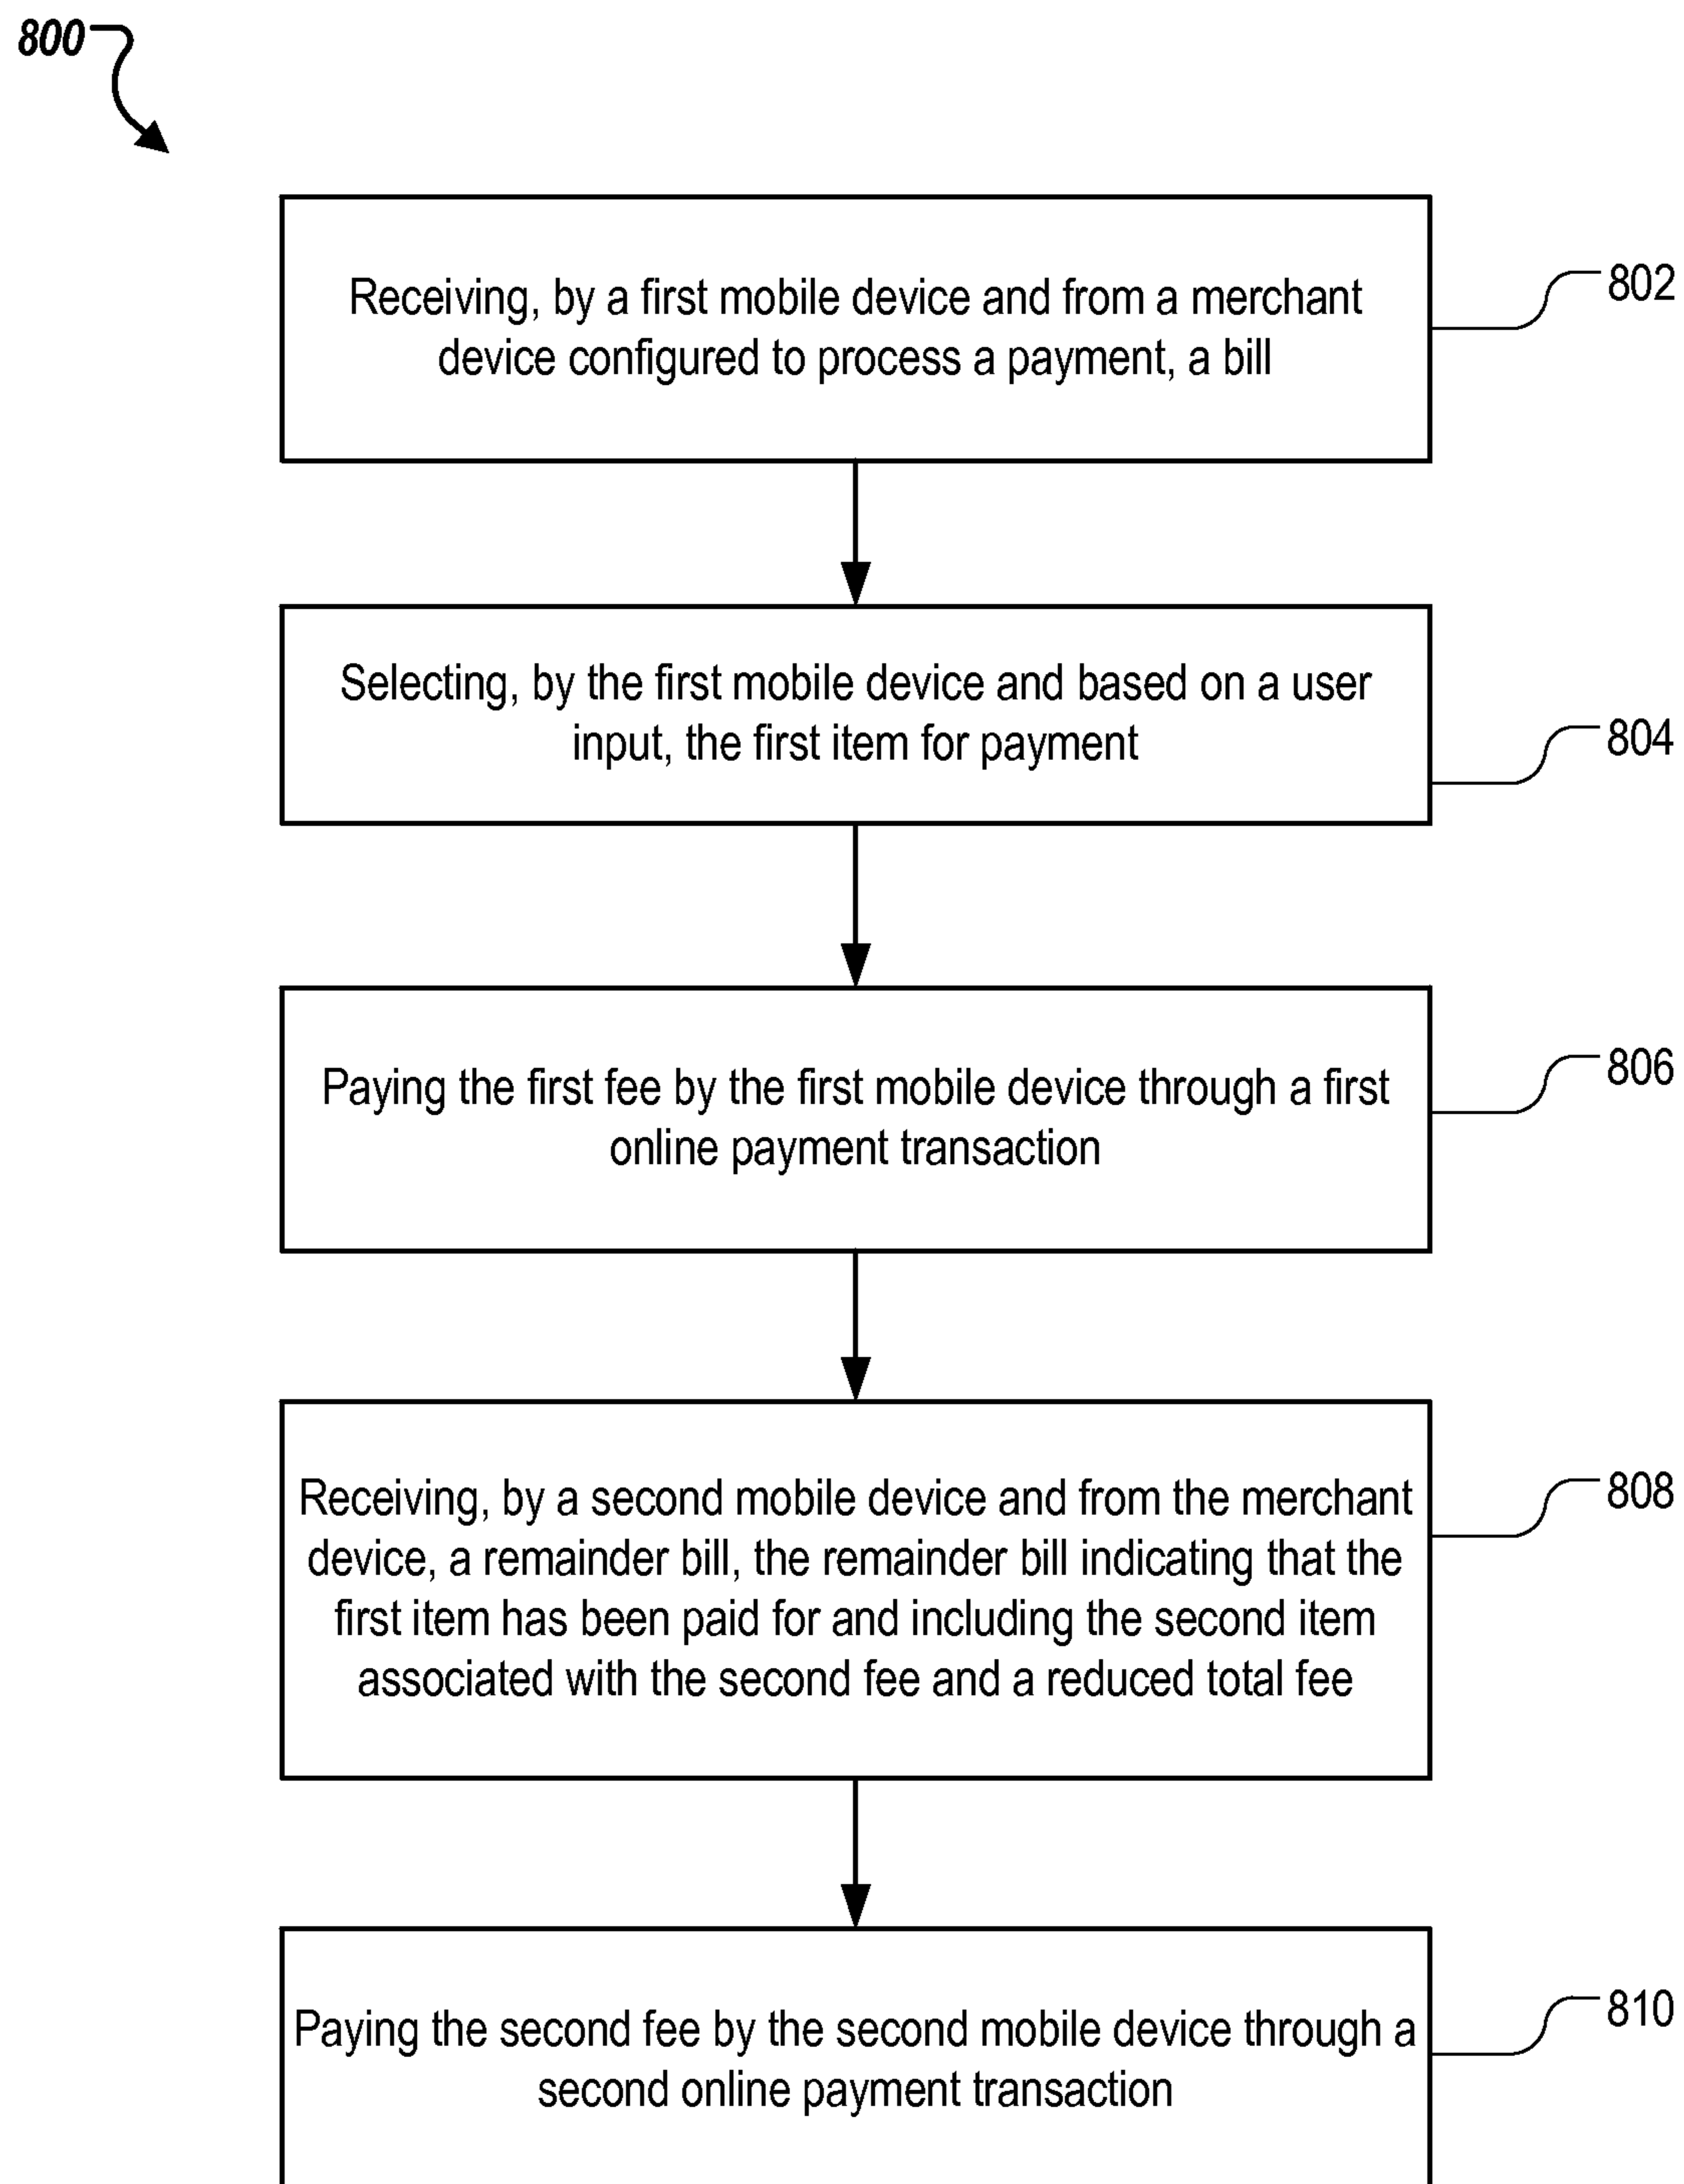 800
Receiving, by a first mobile device and from a merchant
device configured to process a payment, a bill
802
Selecting, by the first mobile device and based on a user
input, the first item for payment
804
Paying the first fee by the first mobile device through a first
online payment transaction
806
Receiving, by a second mobile device and from the merchant
device, a remainder bill, the remainder bill indicating that the
first item has been paid for and including the second item
associated with the second fee and a reduced total fee
808
Paying the second fee by the second mobile device through a
second online payment transaction
810